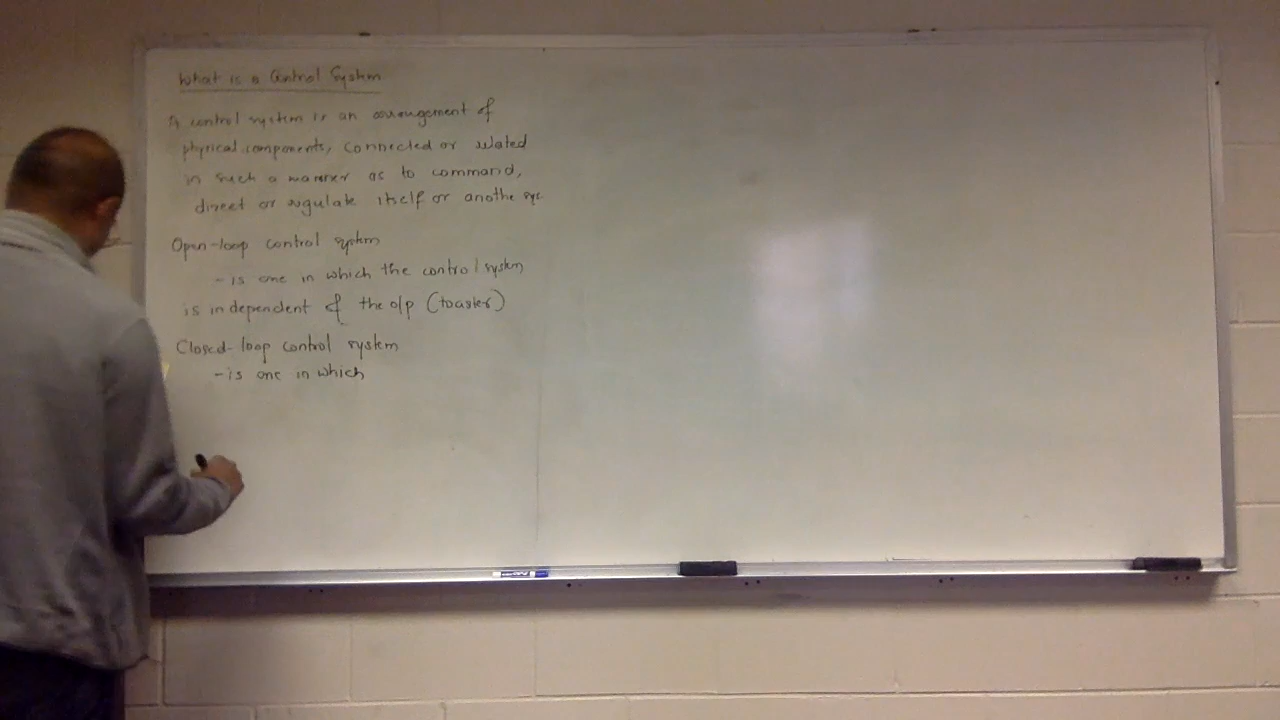 What is a Control System
A control system is an arrangement of
physical components, connected or related
in such a manner as to command,
direct or regulate itself or anothe sys
Open-loop control system
- is one in which the control system
is independent of the o/p (toaster)
Closed-loop control system
- is one in which